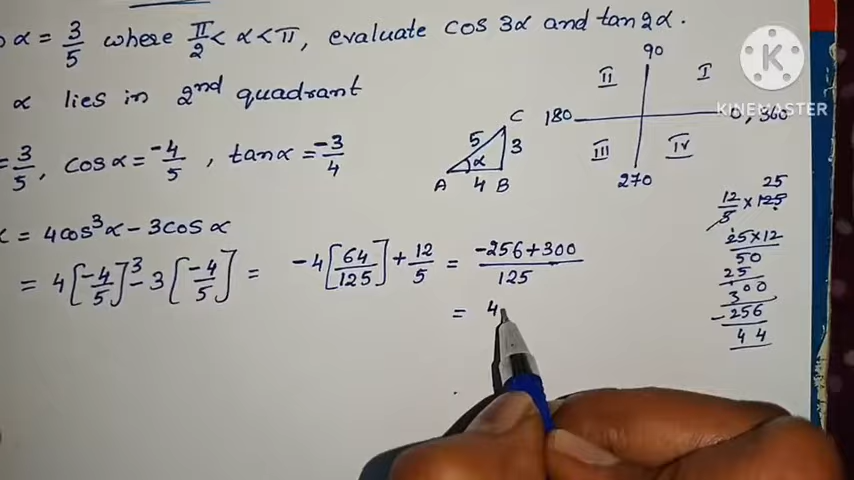 α = 3/5 where π/2 < α < π, evaluate cos 3α and tan 2α.
α lies in 2nd quadrant
= 3/5, cos α = -4/5, tan α = -3/4
= 4cos³α - 3cos α
= 4[-4/5]³ - 3[-4/5] = -4[64/125] + 12/5 = -256+300/125
= 4
5
C
α
3
A
4
B
90
II
I
180
0, 360
III
IV
270
K
KINEMASTER
25
12/5 × 125
25×12
50
25
300
- 256
44